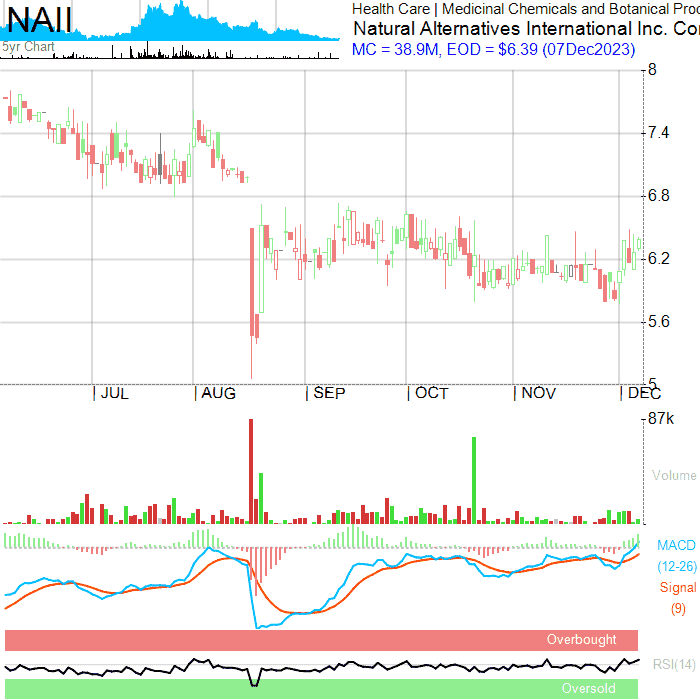 NAII
5yr Chart
Health Care | Medicinal Chemicals and Botanical Proc
Natural Alternatives International Inc. Cor
MC = 38.9M, EOD = $6.39 (07Dec2023)
8
7.4
6.8
6.2
5.6
5
| JUL | AUG | SEP | OCT | NOV | DEC
87k
Volume
MACD
(12-26)
Signal
(9)
Overbought
RSI(14)
Oversold